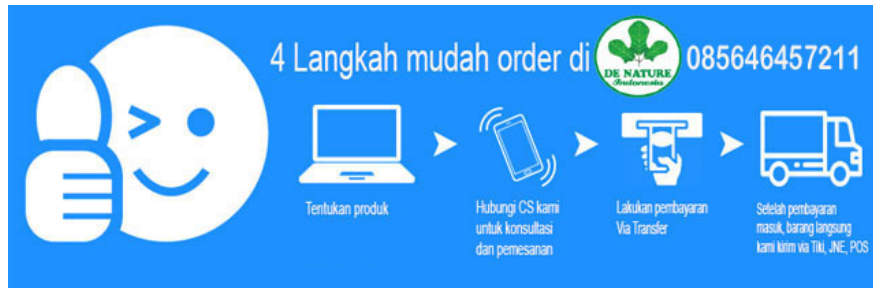 4 Langkah mudah order di
DE NATURE
Indonesia
085646457211
Tentukan produk
Hubungi CS kami
untuk konsultasi
dan pemesanan
Lakukan pembayaran
Via Transfer
Setelah pembayaran
masuk, barang langsung
kami kirim via Tiki, JNE, POS